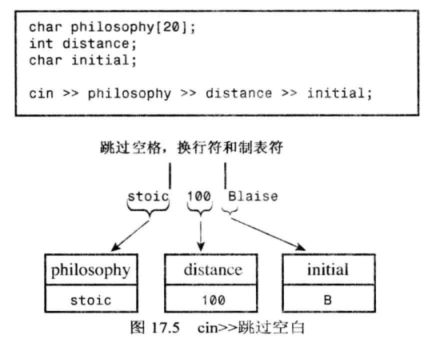 char philosophy[20];
int distance;
char initial;
cin >> philosophy >> distance >> initial;
跳过空格，换行符和制表符
stoic 100 Blaise
philosophy distance initial
stoic 100 B
图 17.5 cin>>跳过空白